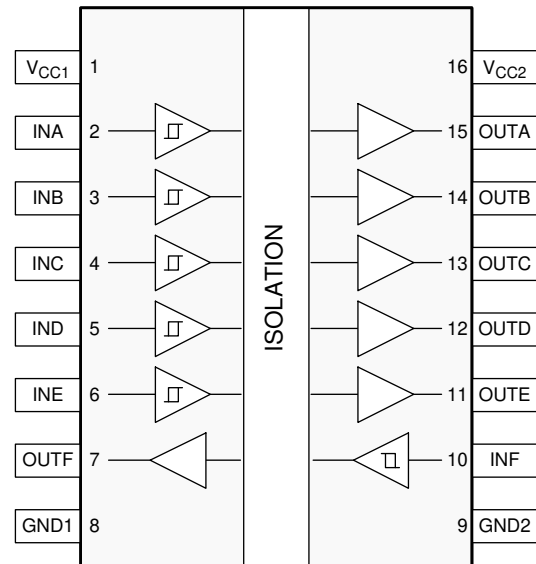 VCC1 1 16 VCC2
INA 2 15 OUTA
INB 3 14 OUTB
INC 4 13 OUTC
IND 5 12 OUTD
INE 6 11 OUTE
OUTF 7 10 INF
GND1 8 9 GND2
ISOLATION